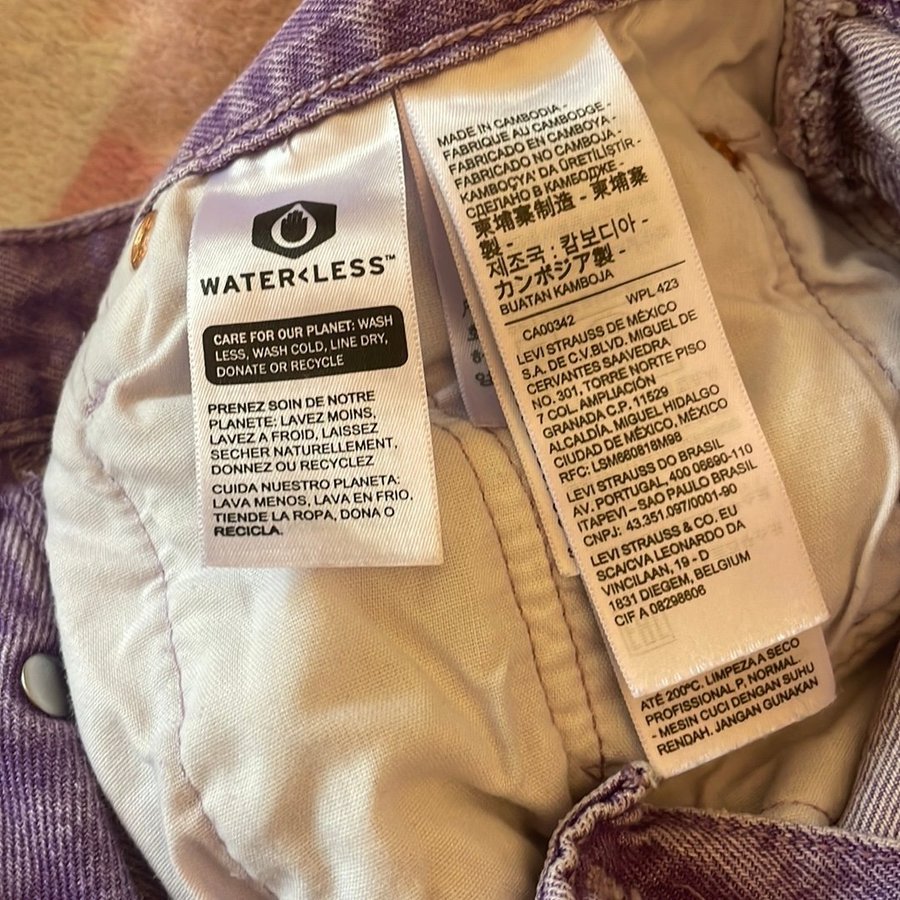 WATER<LESS™
CARE FOR OUR PLANET: WASH
LESS, WASH COLD, LINE DRY,
DONATE OR RECYCLE
PRENEZ SOIN DE NOTRE
PLANETE: LAVEZ MOINS,
LAVEZ A FROID, LAISSEZ
SECHER NATURELLEMENT,
DONNEZ OU RECYCLEZ
CUIDA NUESTRO PLANETA:
LAVA MENOS, LAVA EN FRIO,
TIENDE LA ROPA, DONA O
RECICLA.
MADE IN CAMBODIA -
FABRIQUE AU CAMBODGE -
FABRICADO EN CAMBOYA -
FABRICADO NO CAMBOJA -
KAMBOÇYA' DA ÜRETİLİSTİR -
СДЕЛАНО В КАМБОДЖЕ -
柬埔寨制造 - 柬埔寨
製 -
제조국 : 캄보디아 -
カンボジア製 -
BUATAN KAMBOJA
CA00342 WPL 423
LEVI STRAUSS DE MÉXICO
S.A. DE C.V.BLVD. MIGUEL DE
CERVANTES SAAVEDRA
NO. 301, TORRE NORTE PISO
7 COL. AMPLIACIÓN
GRANADA C.P. 11529
ALCALDÍA. MIGUEL HIDALGO
CIUDAD DE MÉXICO, MÉXICO
RFC: LSM860818M98
LEVI STRAUSS DO BRASIL
AV. PORTUGAL, 400 06690-110
ITAPEVI - SAO PAULO BRASIL
CNPJ: 43.351.097/0001-90
LEVI STRAUSS & CO. EU
SCA/CVA LEONARDO DA
VINCILAAN, 19 - D
1831 DIEGEM, BELGIUM
CIF A 08298606
ATÉ 200ºC. LIMPEZA A SECO
PROFISSIONAL P, NORMAL.
- MESIN CUCI DENGAN SUHU
RENDAH. JANGAN GUNAKAN